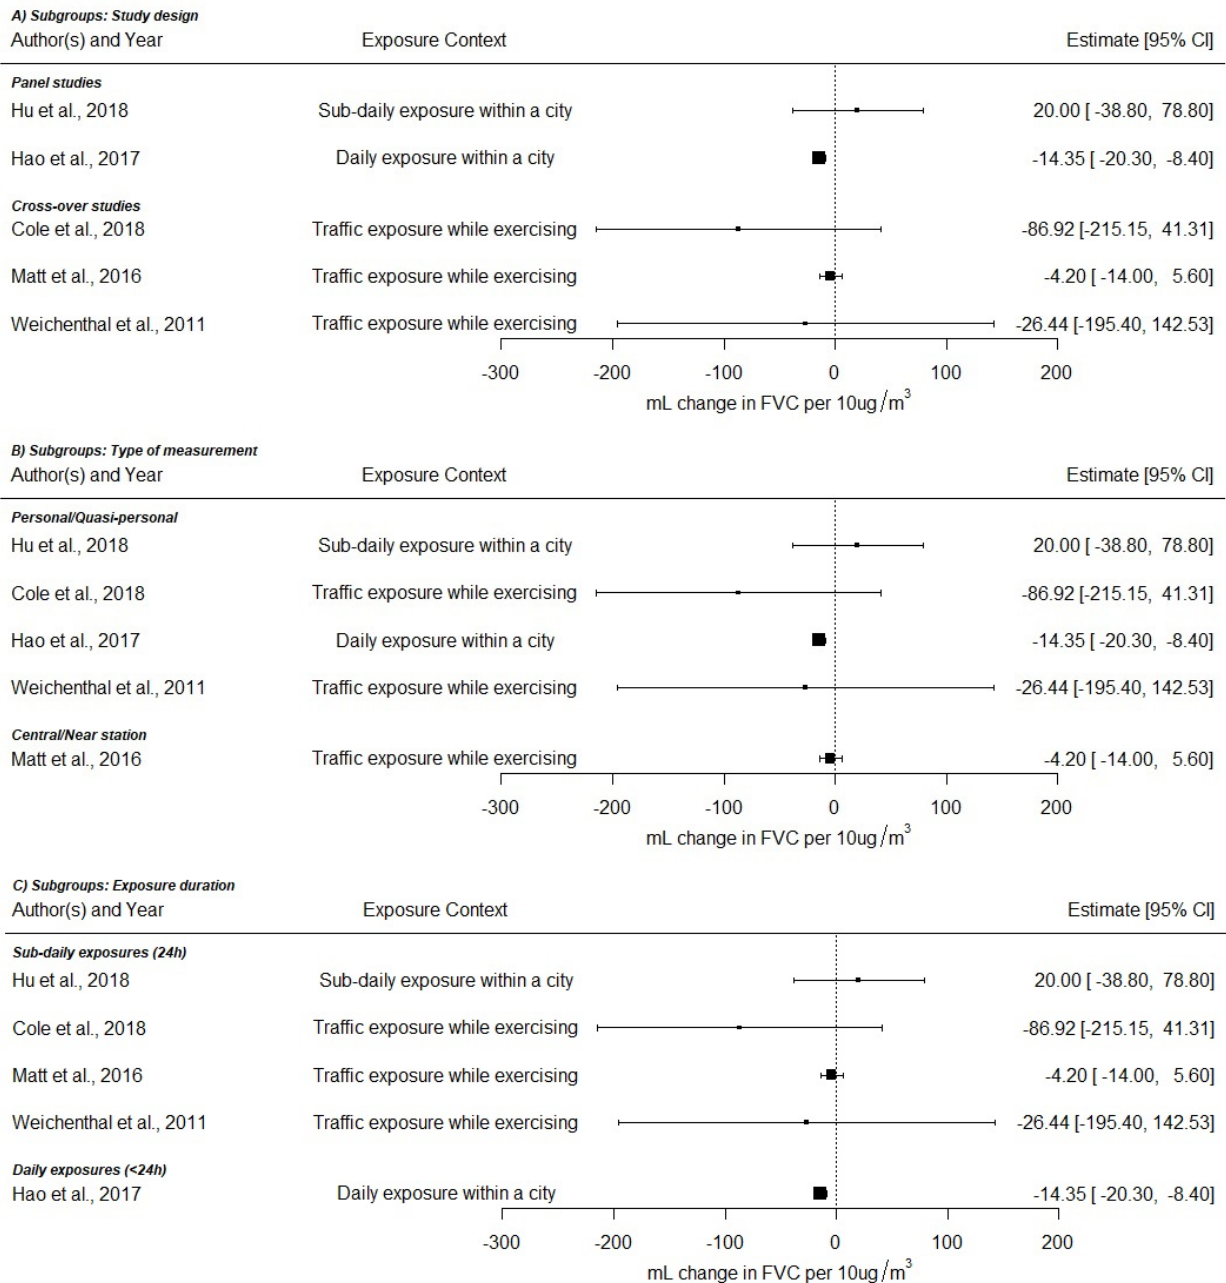 A) Subgroups: Study design
Author(s) and Year Exposure Context Estimate [95% CI]
Panel studies
Hu et al., 2018 Sub-daily exposure within a city 20.00 [ -38.80, 78.80]
Hao et al., 2017 Daily exposure within a city -14.35 [ -20.30, -8.40]
Cross-over studies
Cole et al., 2018 Traffic exposure while exercising -86.92 [-215.15, 41.31]
Matt et al., 2016 Traffic exposure while exercising -4.20 [ -14.00, 5.60]
Weichenthal et al., 2011 Traffic exposure while exercising -26.44 [-195.40, 142.53]
-300 -200 -100 0 100 200
mL change in FVC per 10ug/m³
B) Subgroups: Type of measurement
Author(s) and Year Exposure Context Estimate [95% CI]
Personal/Quasi-personal
Hu et al., 2018 Sub-daily exposure within a city 20.00 [ -38.80, 78.80]
Cole et al., 2018 Traffic exposure while exercising -86.92 [-215.15, 41.31]
Hao et al., 2017 Daily exposure within a city -14.35 [ -20.30, -8.40]
Weichenthal et al., 2011 Traffic exposure while exercising -26.44 [-195.40, 142.53]
Central/Near station
Matt et al., 2016 Traffic exposure while exercising -4.20 [ -14.00, 5.60]
-300 -200 -100 0 100 200
mL change in FVC per 10ug/m³
C) Subgroups: Exposure duration
Author(s) and Year Exposure Context Estimate [95% CI]
Sub-daily exposures (24h)
Hu et al., 2018 Sub-daily exposure within a city 20.00 [ -38.80, 78.80]
Cole et al., 2018 Traffic exposure while exercising -86.92 [-215.15, 41.31]
Matt et al., 2016 Traffic exposure while exercising -4.20 [ -14.00, 5.60]
Weichenthal et al., 2011 Traffic exposure while exercising -26.44 [-195.40, 142.53]
Daily exposures (<24h)
Hao et al., 2017 Daily exposure within a city -14.35 [ -20.30, -8.40]
-300 -200 -100 0 100 200
mL change in FVC per 10ug/m³